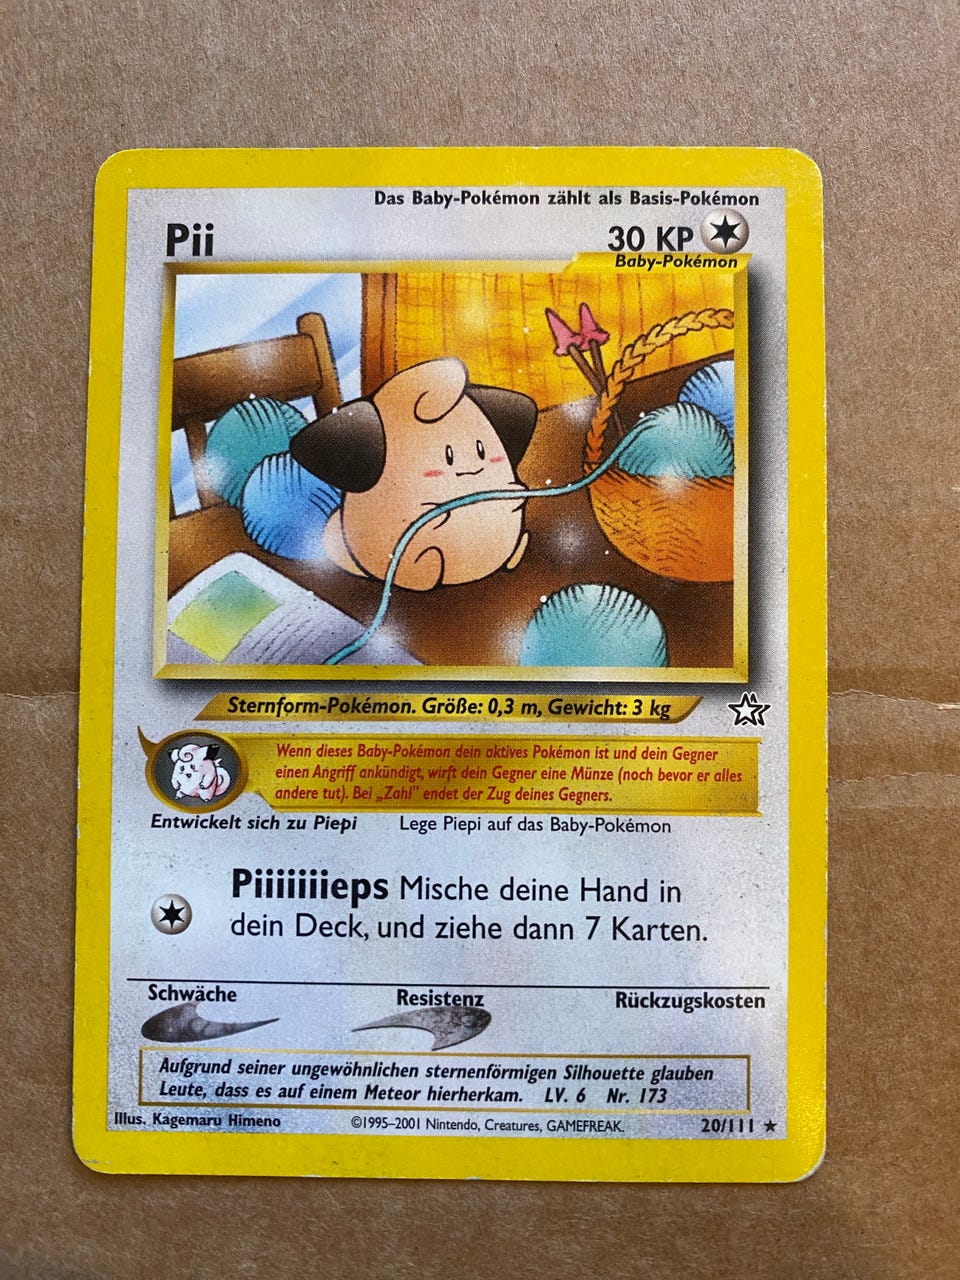 Das Baby-Pokémon zählt als Basis-Pokémon
Pii
30 KP
Baby-Pokémon
Sternform-Pokémon. Größe: 0,3 m, Gewicht: 3 kg
Wenn dieses Baby-Pokémon dein aktives Pokémon ist und dein Gegner
einen Angriff ankündigt, wirft dein Gegner eine Münze (noch bevor er alles
andere tut). Bei „Zahl" endet der Zug deines Gegners.
Entwickelt sich zu Piepi Lege Piepi auf das Baby-Pokémon
Piiiiiiieps Mische deine Hand in
dein Deck, und ziehe dann 7 Karten.
Schwäche Resistenz Rückzugskosten
Aufgrund seiner ungewöhnlichen sternenförmigen Silhouette glauben
Leute, dass es auf einem Meteor hierherkam. LV. 6 Nr. 173
Illus. Kagemaru Himeno ©1995–2001 Nintendo, Creatures, GAMEFREAK. 20/111 ★